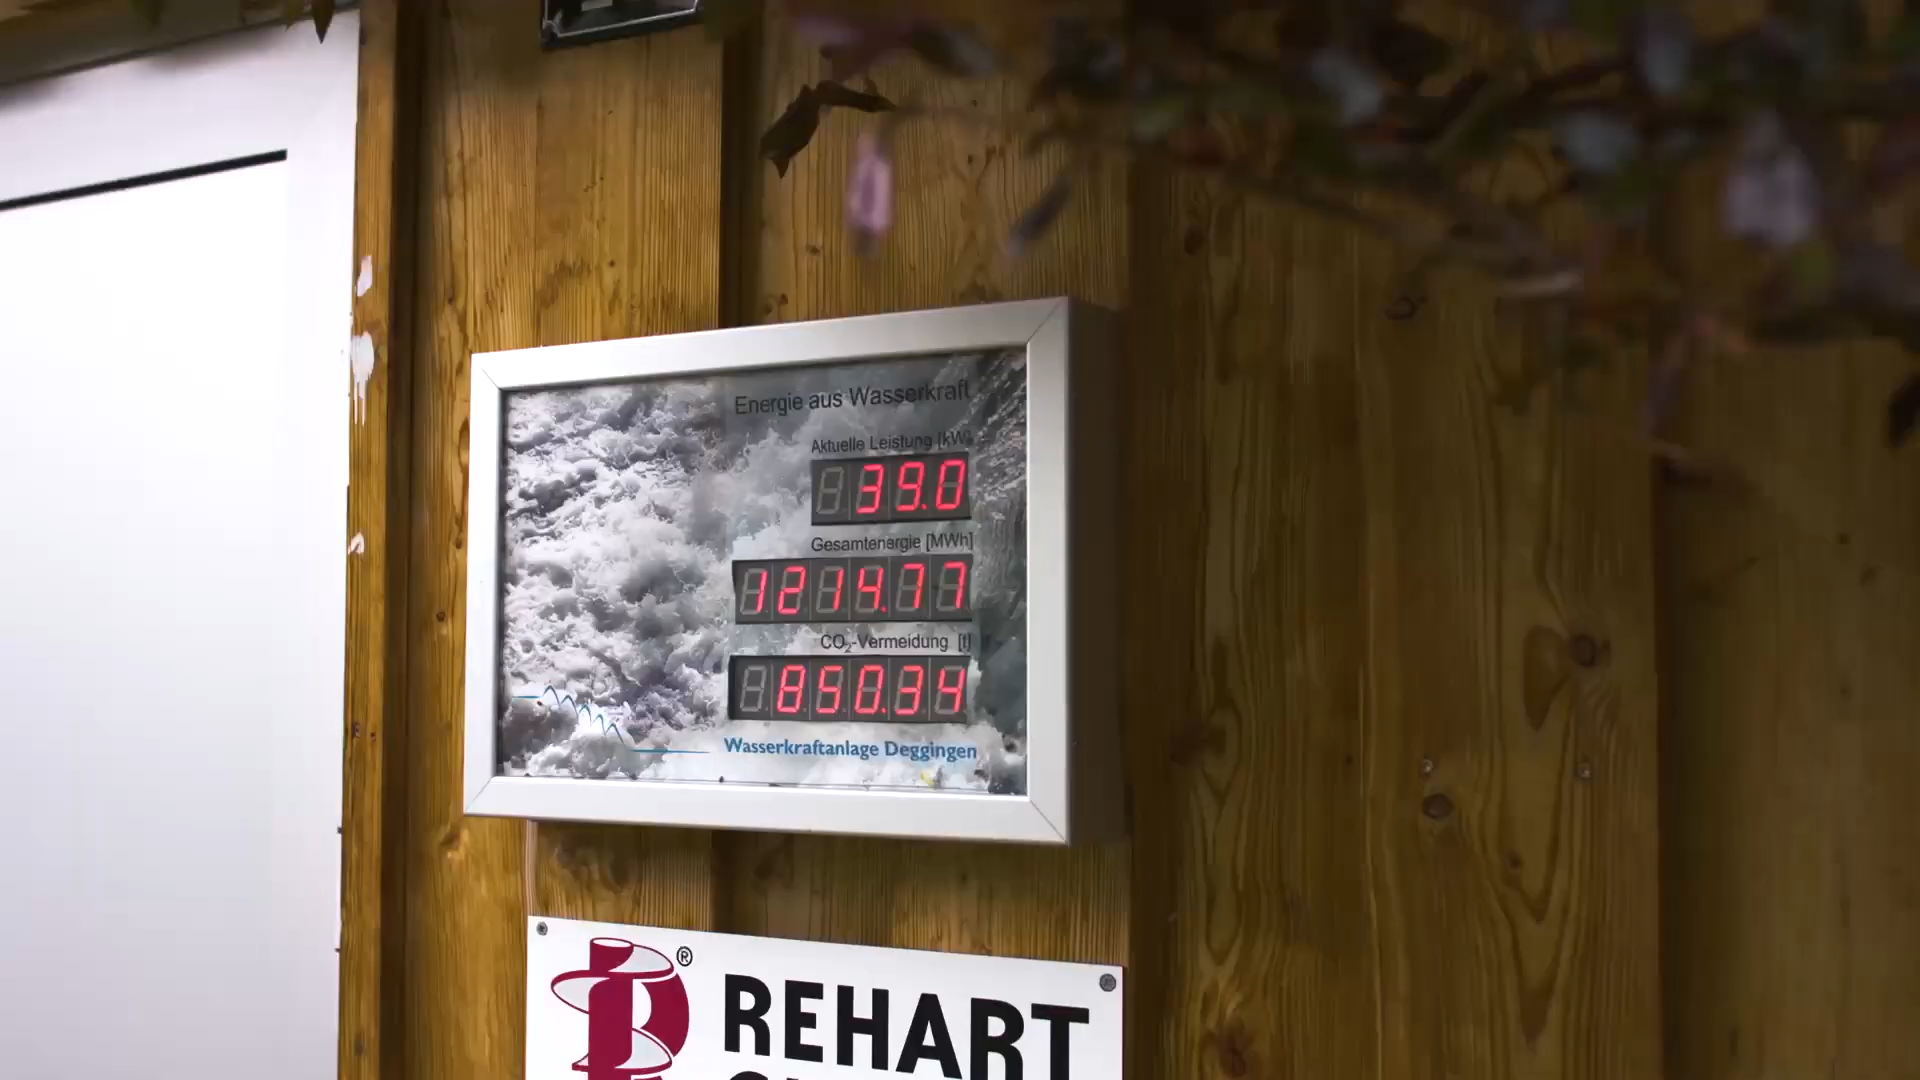 Energie aus Wasserkraft
Aktuelle Leistung [kW]
39.0
Gesamtenergie [MWh]
1214.77
CO₂-Vermeidung [t]
850.34
Wasserkraftanlage Deggingen
®
REHART